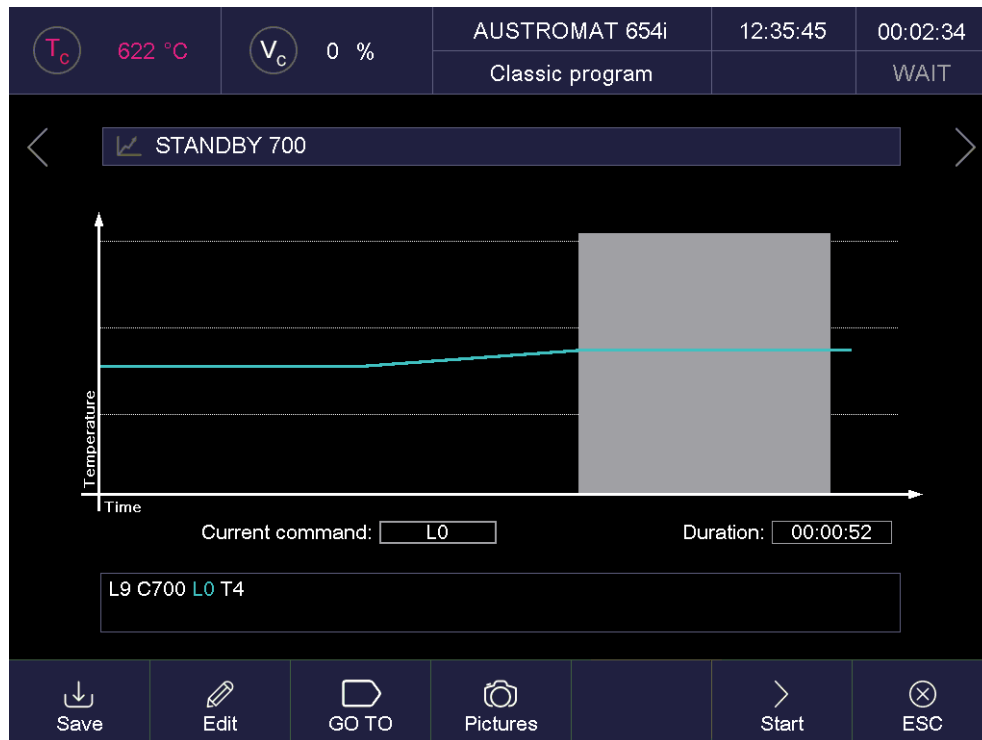 Tc 622 °C Vc 0 % AUSTROMAT 654i 12:35:45 00:02:34
Classic program WAIT
STANDBY 700
Temperature
Time
Current command: L0 Duration: 00:00:52
L9 C700 L0 T4
Save Edit GO TO Pictures Start ESC